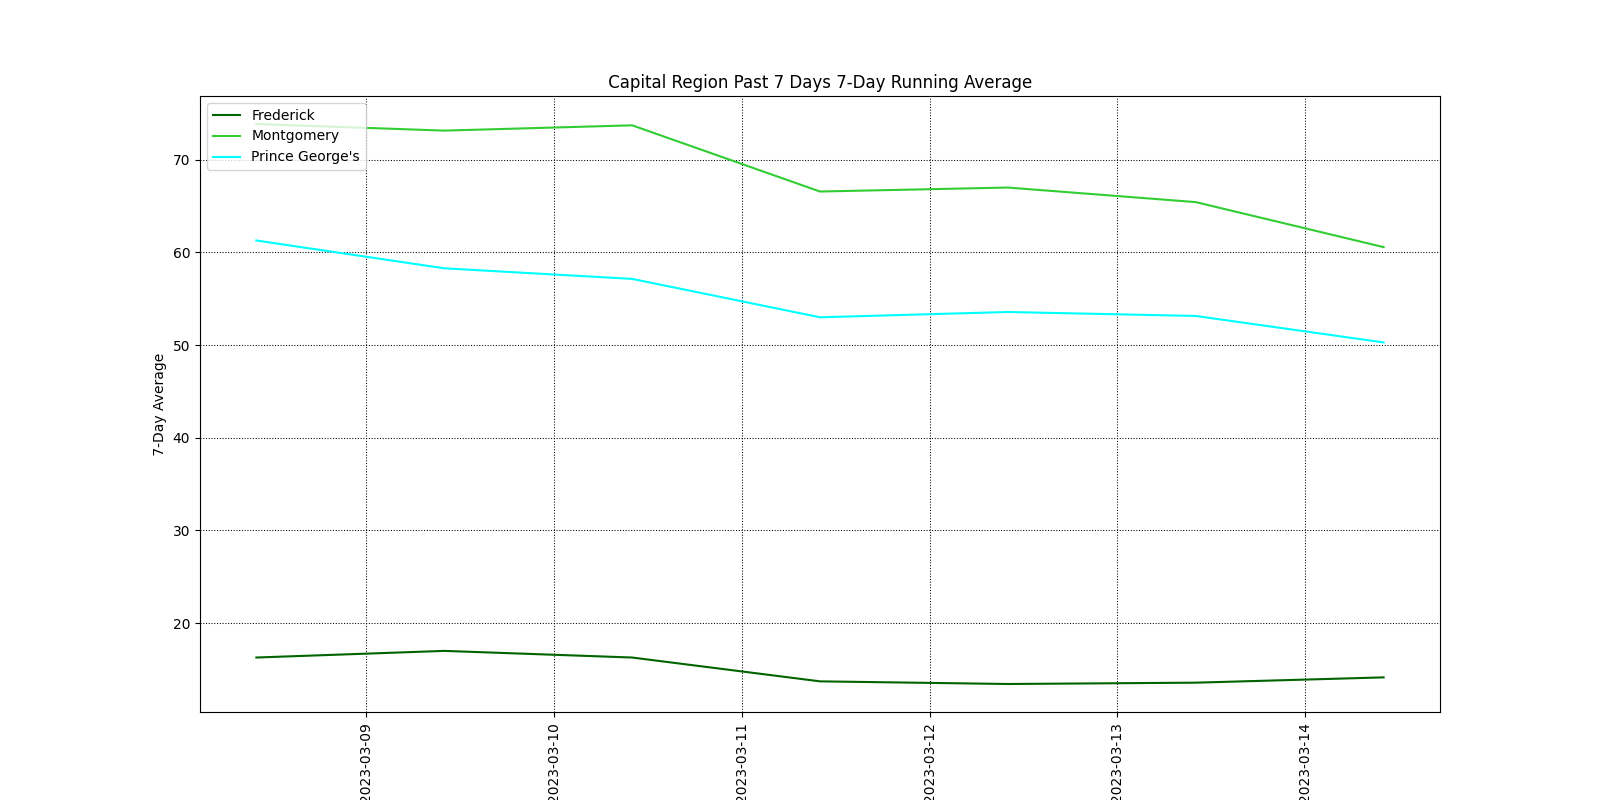 Capital Region Past 7 Days 7-Day Running Average
Frederick
Montgomery
Prince George's
7-Day Average
70
60
50
40
30
20
2023-03-09
2023-03-10
2023-03-11
2023-03-12
2023-03-13
2023-03-14